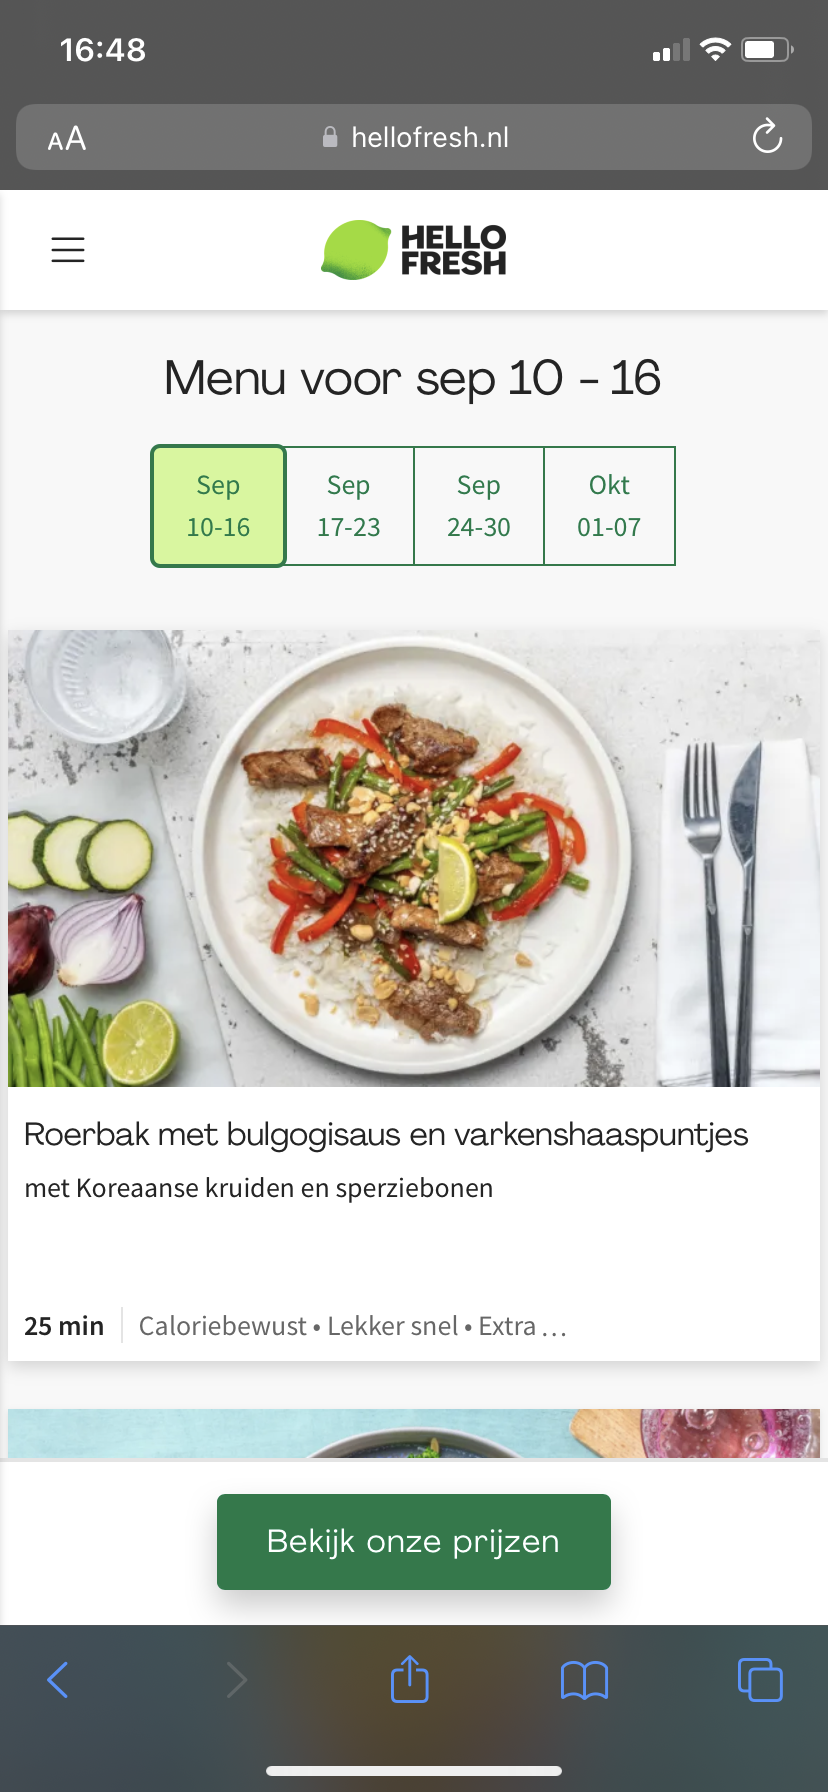 16:48
AA
hellofresh.nl
HELLO
FRESH
Menu voor sep 10 - 16
Sep
10-16
Sep
17-23
Sep
24-30
Okt
01-07
Roerbak met bulgogisaus en varkenshaaspuntjes
met Koreaanse kruiden en sperziebonen
25 min
Caloriebewust • Lekker snel • Extra ...
Bekijk onze prijzen